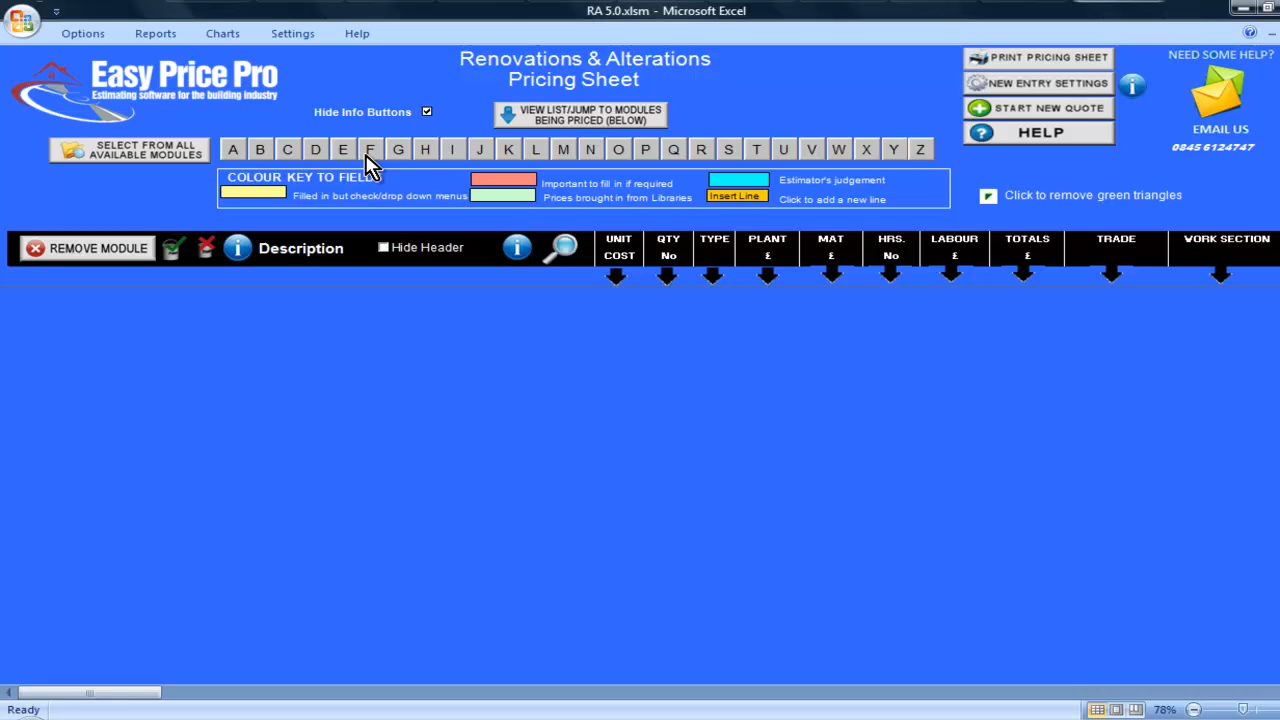 RA 5.0.xlsm - Microsoft Excel
Options Reports Charts Settings Help
Easy Price Pro
Estimating software for the building industry
Renovations & Alterations
Pricing Sheet
Hide Info Buttons
VIEW LIST/JUMP TO MODULES
BEING PRICED (BELOW)
PRINT PRICING SHEET
NEW ENTRY SETTINGS
START NEW QUOTE
HELP
NEED SOME HELP?
EMAIL US
0845 6124747
SELECT FROM ALL
AVAILABLE MODULES
A B C D E F G H I J K L M N O P Q R S T U V W X Y Z
COLOUR KEY TO FIEL
Filled in but check/drop down menus
Important to fill in if required
Prices brought in from Libraries
Estimator's judgement
Insert Line
Click to add a new line
Click to remove green triangles
REMOVE MODULE
Description
Hide Header
UNIT
COST
QTY
No
TYPE
PLANT
£
MAT
£
HRS.
No
LABOUR
£
TOTALS
£
TRADE
WORK SECTION
Ready
78%